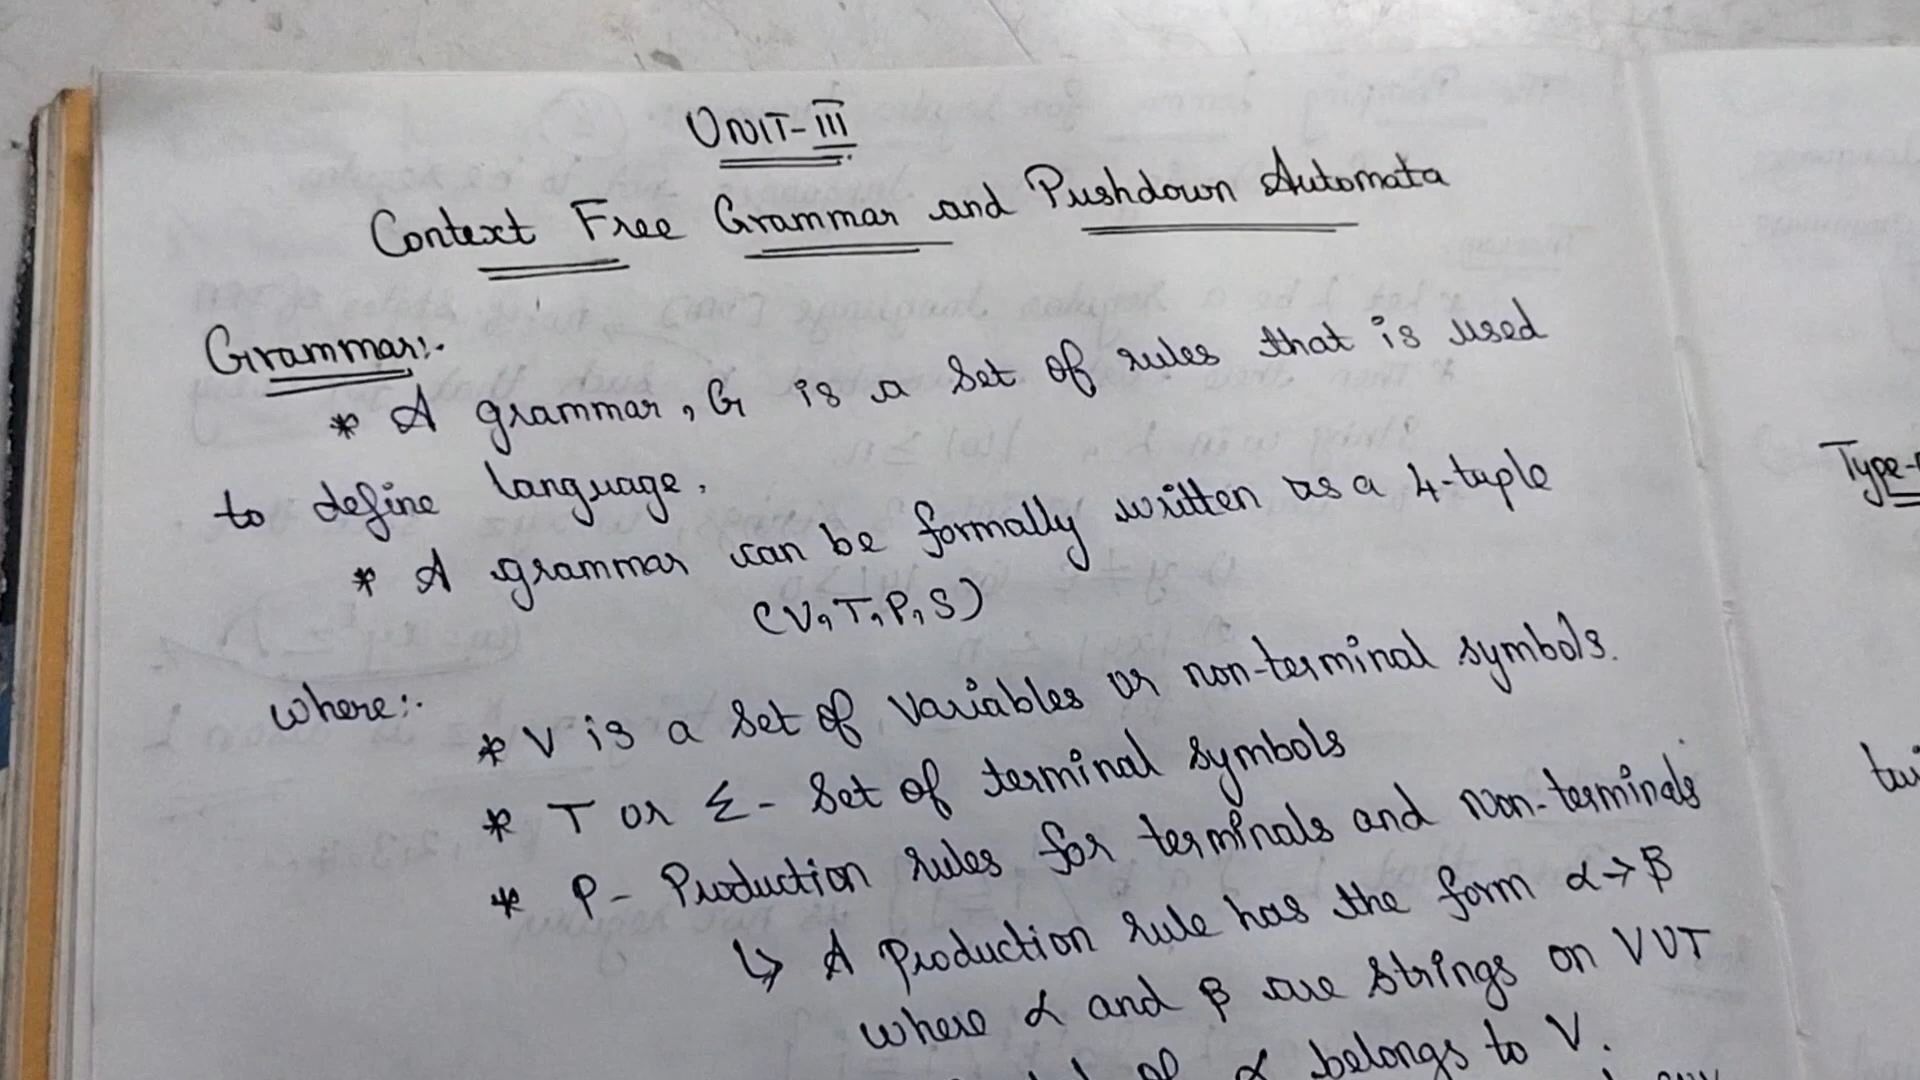 UNIT-III
Context Free Grammar and Pushdown Automata
Grammar:-
* A grammar, G is a set of rules that is used
to define language.
* A grammar can be formally written as a 4-tuple
(V, T, P, S)
where:-
* V is a set of variables or non-terminal symbols.
* T or Σ - Set of terminal symbols
* P - Production rules for terminals and non-terminals
↳ A production rule has the form α→β
where α and β are strings on V∪T
of α belongs to V.
Type-